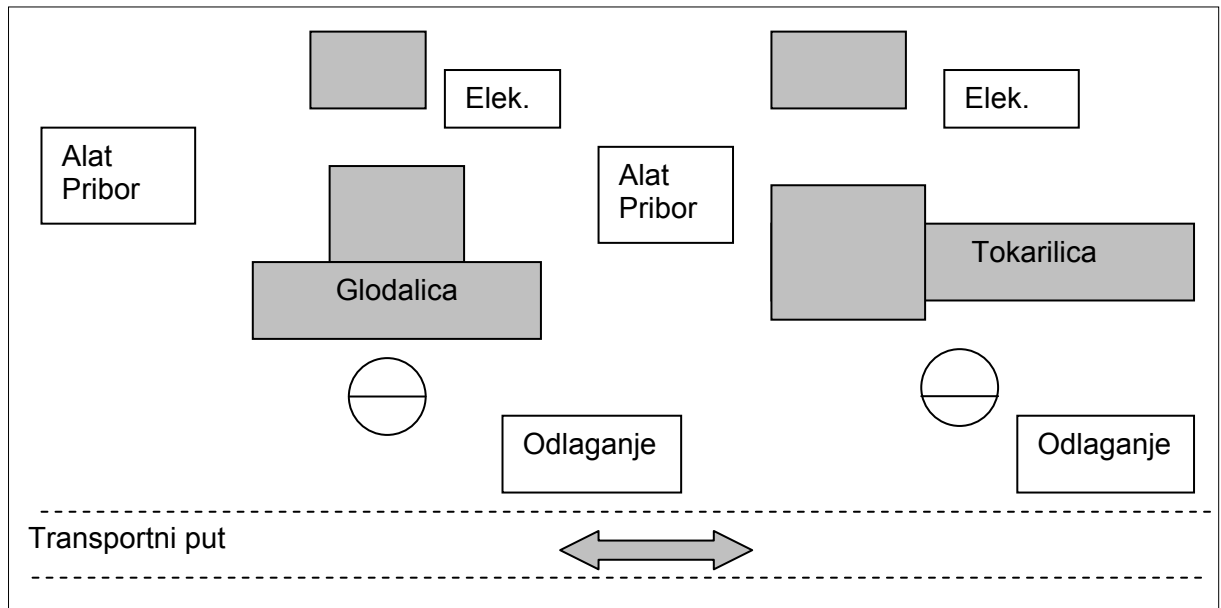 Elek.
Elek.
Alat
Pribor
Alat
Pribor
Tokarilica
Glodalica
Odlaganje
Odlaganje
Transportni put